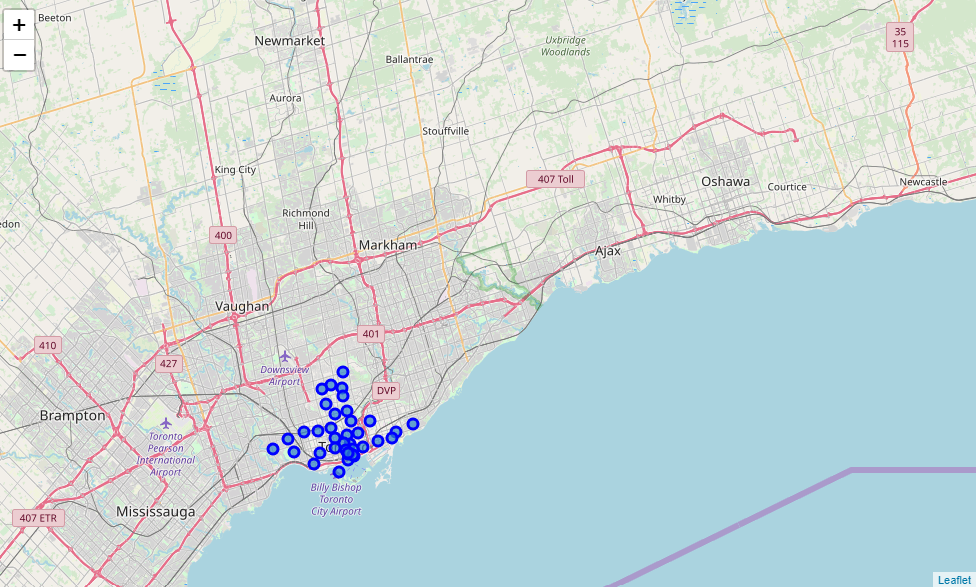 +
−
Beeton
Newmarket
Uxbridge
Woodlands
35
115
Ballantrae
Aurora
Stouffville
King City
407 Toll
Oshawa
Courtice
Newcastle
Whitby
Richmond
Hill
edon
400
Markham
Ajax
Vaughan
401
410
427
Downsview
Airport
DVP
Brampton
Toronto
Pearson
International
Airport
To
Billy Bishop
Toronto
City Airport
Mississauga
407 ETR
Leaflet